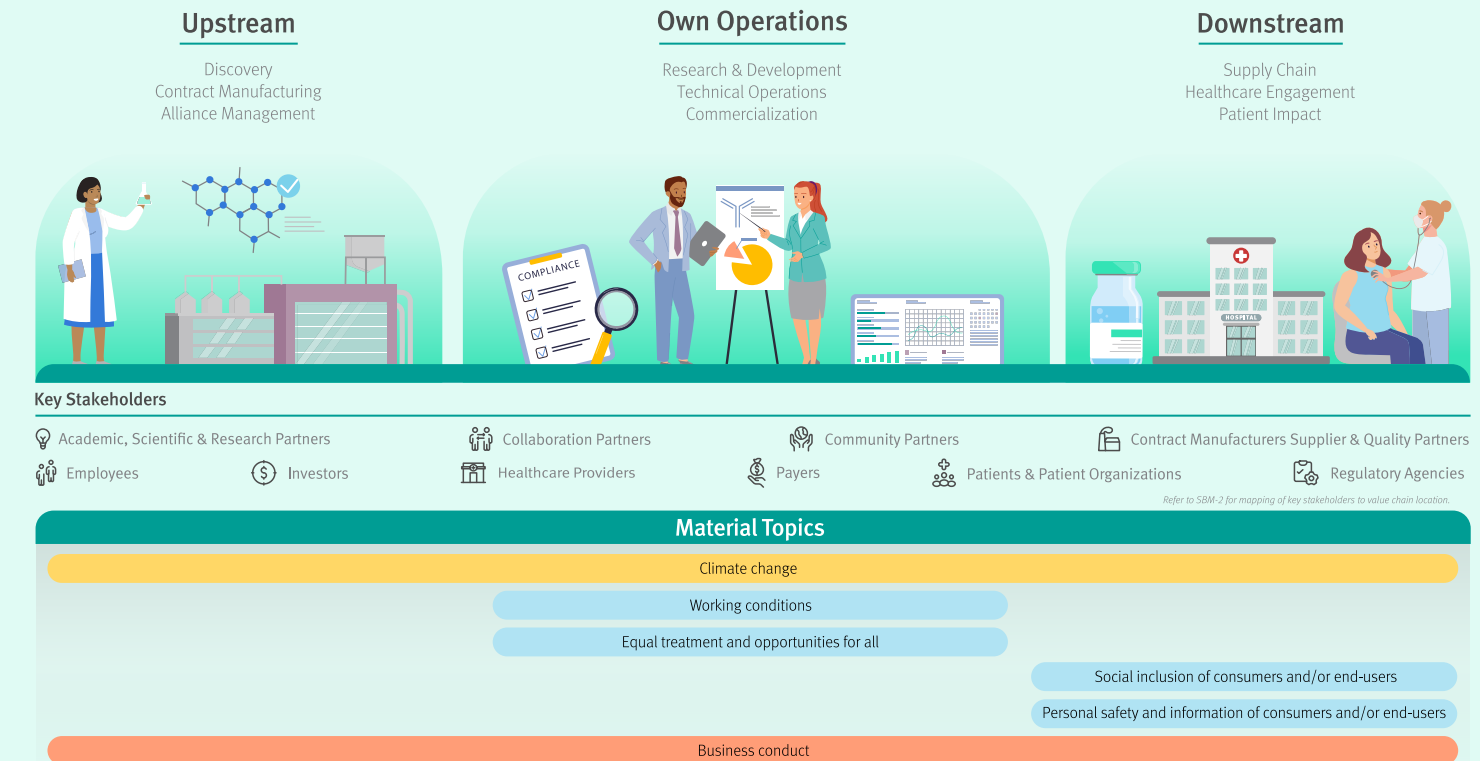 Upstream
Discovery
Contract Manufacturing
Alliance Management
Own Operations
Research & Development
Technical Operations
Commercialization
Downstream
Supply Chain
Healthcare Engagement
Patient Impact
COMPLIANCE
HOSPITAL
Key Stakeholders
Academic, Scientific & Research Partners
Collaboration Partners
Community Partners
Contract Manufacturers Supplier & Quality Partners
Employees
Investors
Healthcare Providers
Payers
Patients & Patient Organizations
Regulatory Agencies
Refer to SBM-2 for mapping of key stakeholders to value chain location.
Material Topics
Climate change
Working conditions
Equal treatment and opportunities for all
Social inclusion of consumers and/or end-users
Personal safety and information of consumers and/or end-users
Business conduct